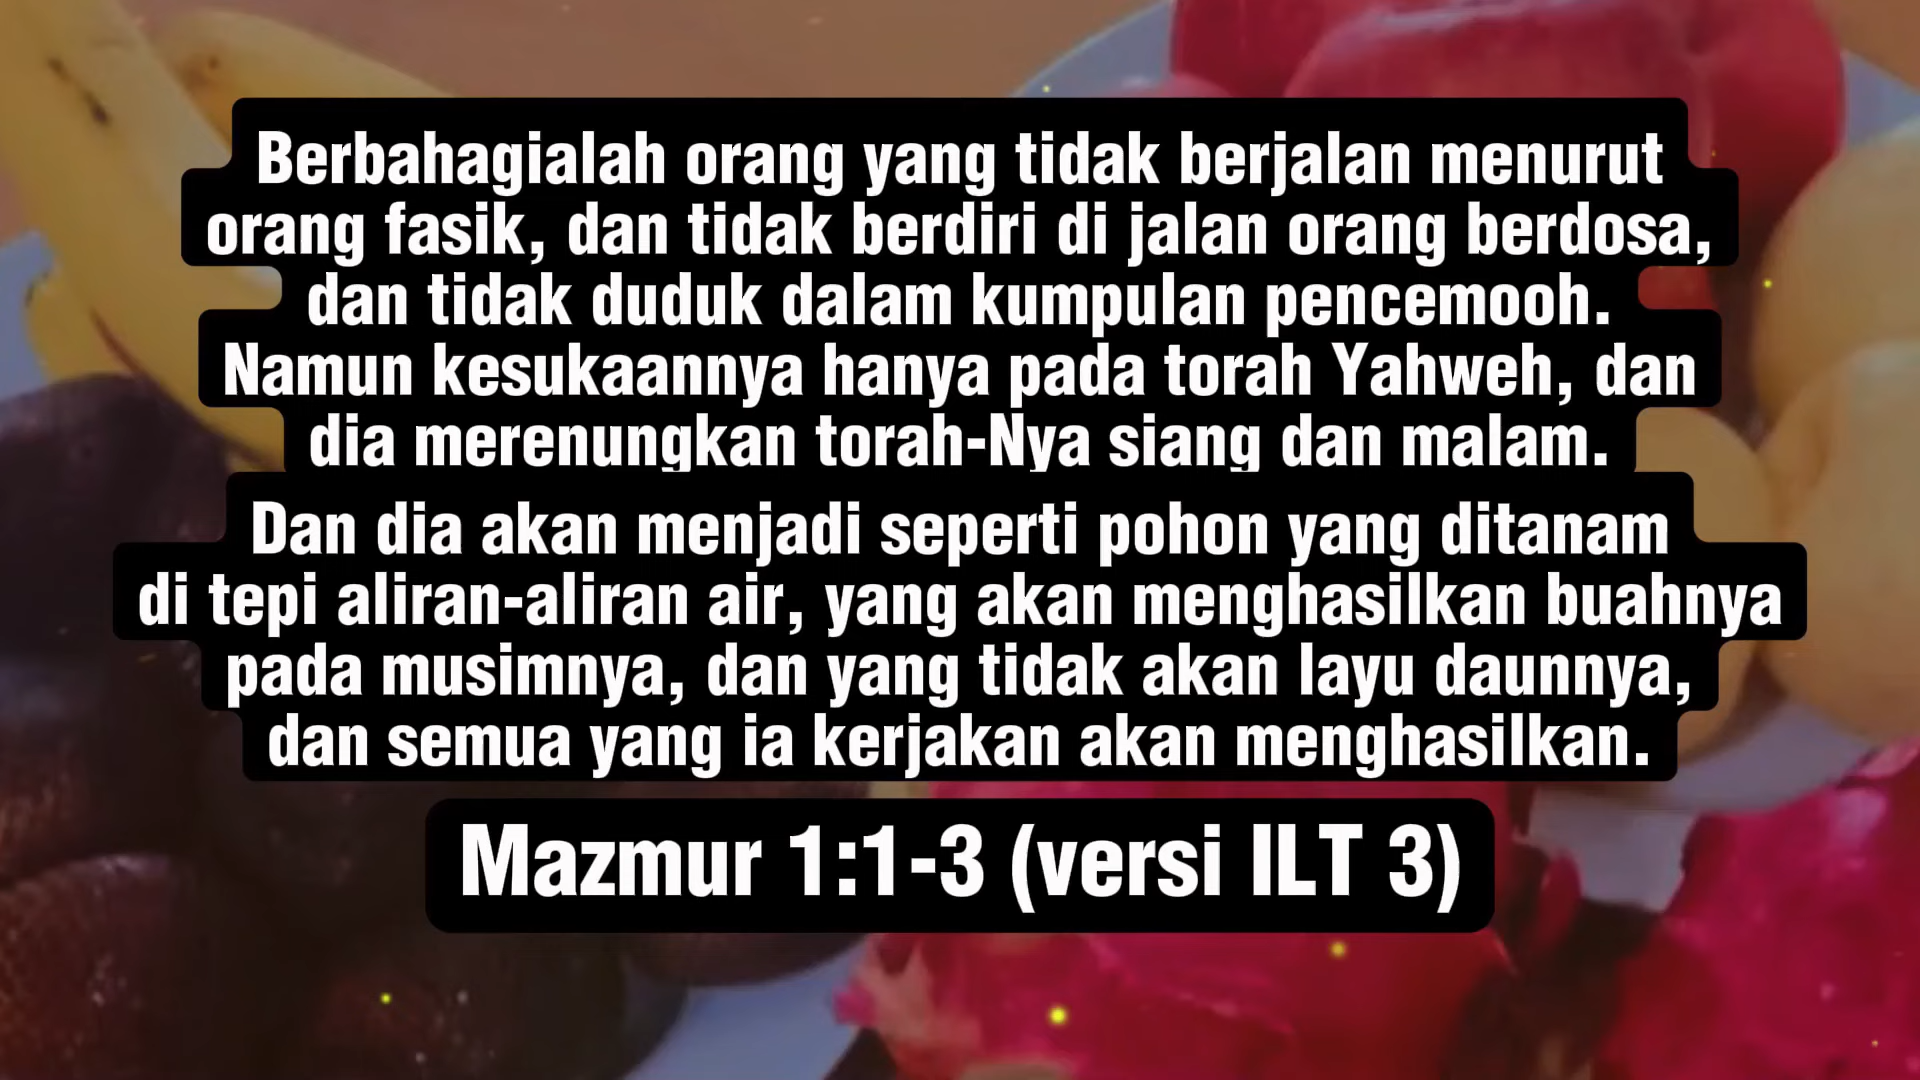 Berbahagialah orang yang tidak berjalan menurut
orang fasik, dan tidak berdiri di jalan orang berdosa,
dan tidak duduk dalam kumpulan pencemooh.
Namun kesukaannya hanya pada torah Yahweh, dan
dia merenungkan torah-Nya siang dan malam.
Dan dia akan menjadi seperti pohon yang ditanam
di tepi aliran-aliran air, yang akan menghasilkan buahnya
pada musimnya, dan yang tidak akan layu daunnya,
dan semua yang ia kerjakan akan menghasilkan.
Mazmur 1:1-3 (versi ILT 3)